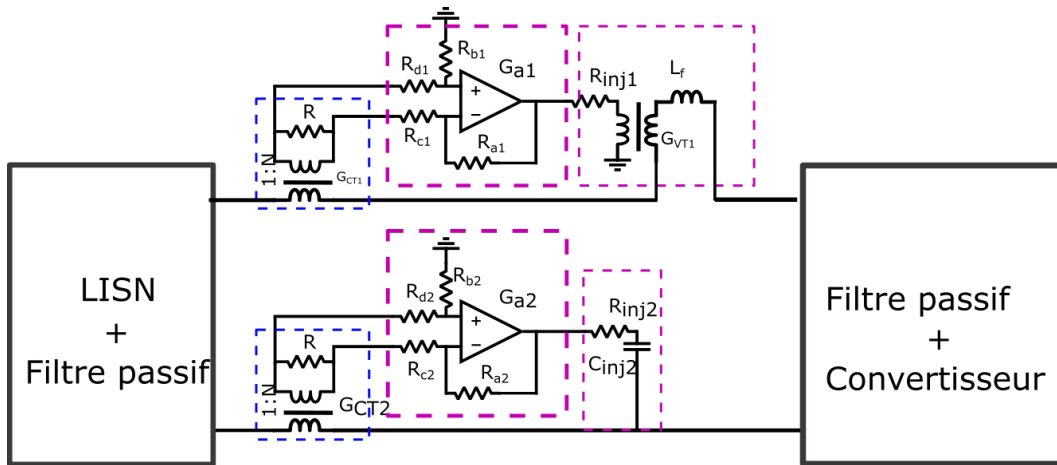 LISN
+
Filtre passif
R
1:N
GCT1
Rd1
Rb1
Ga1
+
−
Rc1
Ra1
Rinj1
Lf
GVT1
R
1:N
GCT2
Rd2
Rb2
Ga2
+
−
Rc2
Ra2
Rinj2
Cinj2
Filtre passif
+
Convertisseur